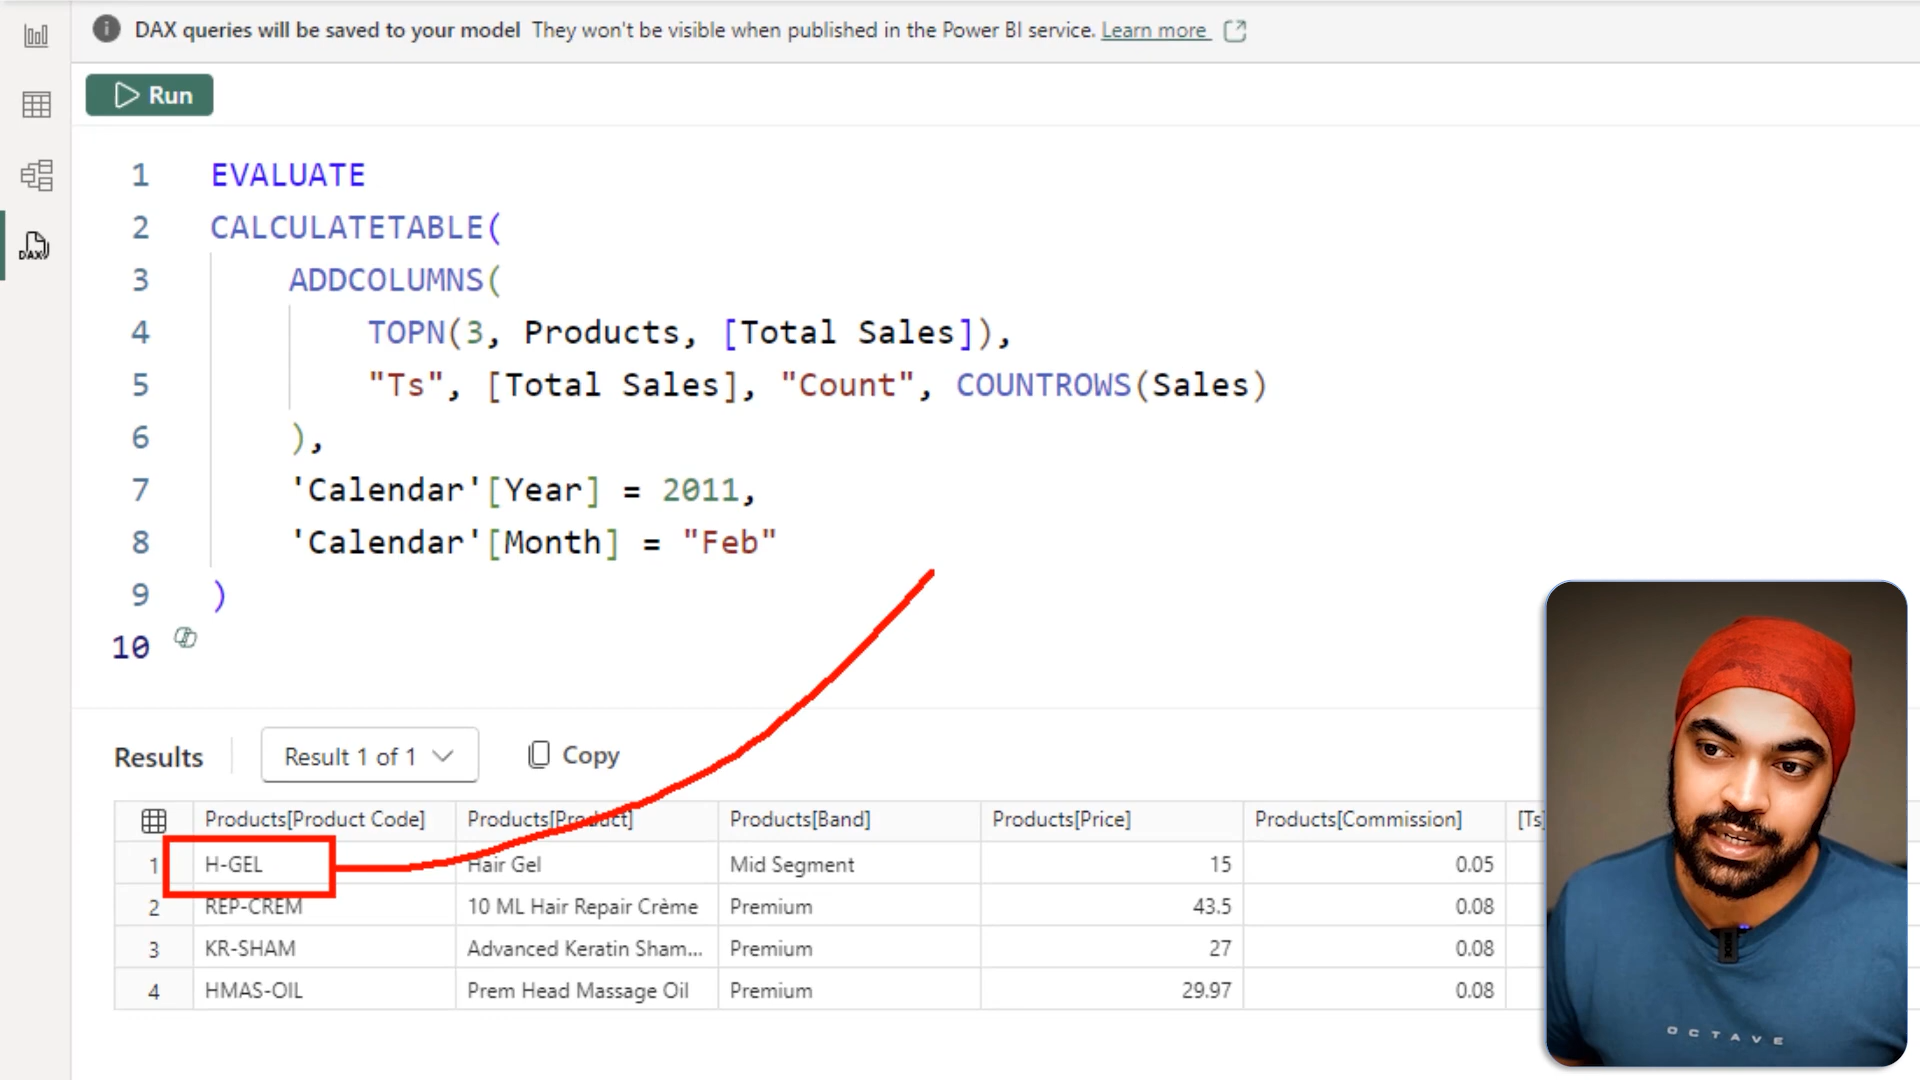 DAX queries will be saved to your model They won't be visible when published in the Power BI service. Learn more
Run
1 EVALUATE
2 CALCULATETABLE(
3 ADDCOLUMNS(
4 TOPN(3, Products, [Total Sales]),
5 "Ts", [Total Sales], "Count", COUNTROWS(Sales)
6 ),
7 'Calendar'[Year] = 2011,
8 'Calendar'[Month] = "Feb"
9 )
10
DAX
Results Result 1 of 1 Copy
Products[Product Code] Products[Product] Products[Band] Products[Price] Products[Commission] [Ts]
1 H-GEL Hair Gel Mid Segment 15 0.05
2 REP-CREM 10 ML Hair Repair Crème Premium 43.5 0.08
3 KR-SHAM Advanced Keratin Sham... Premium 27 0.08
4 HMAS-OIL Prem Head Massage Oil Premium 29.97 0.08
OCTAVE